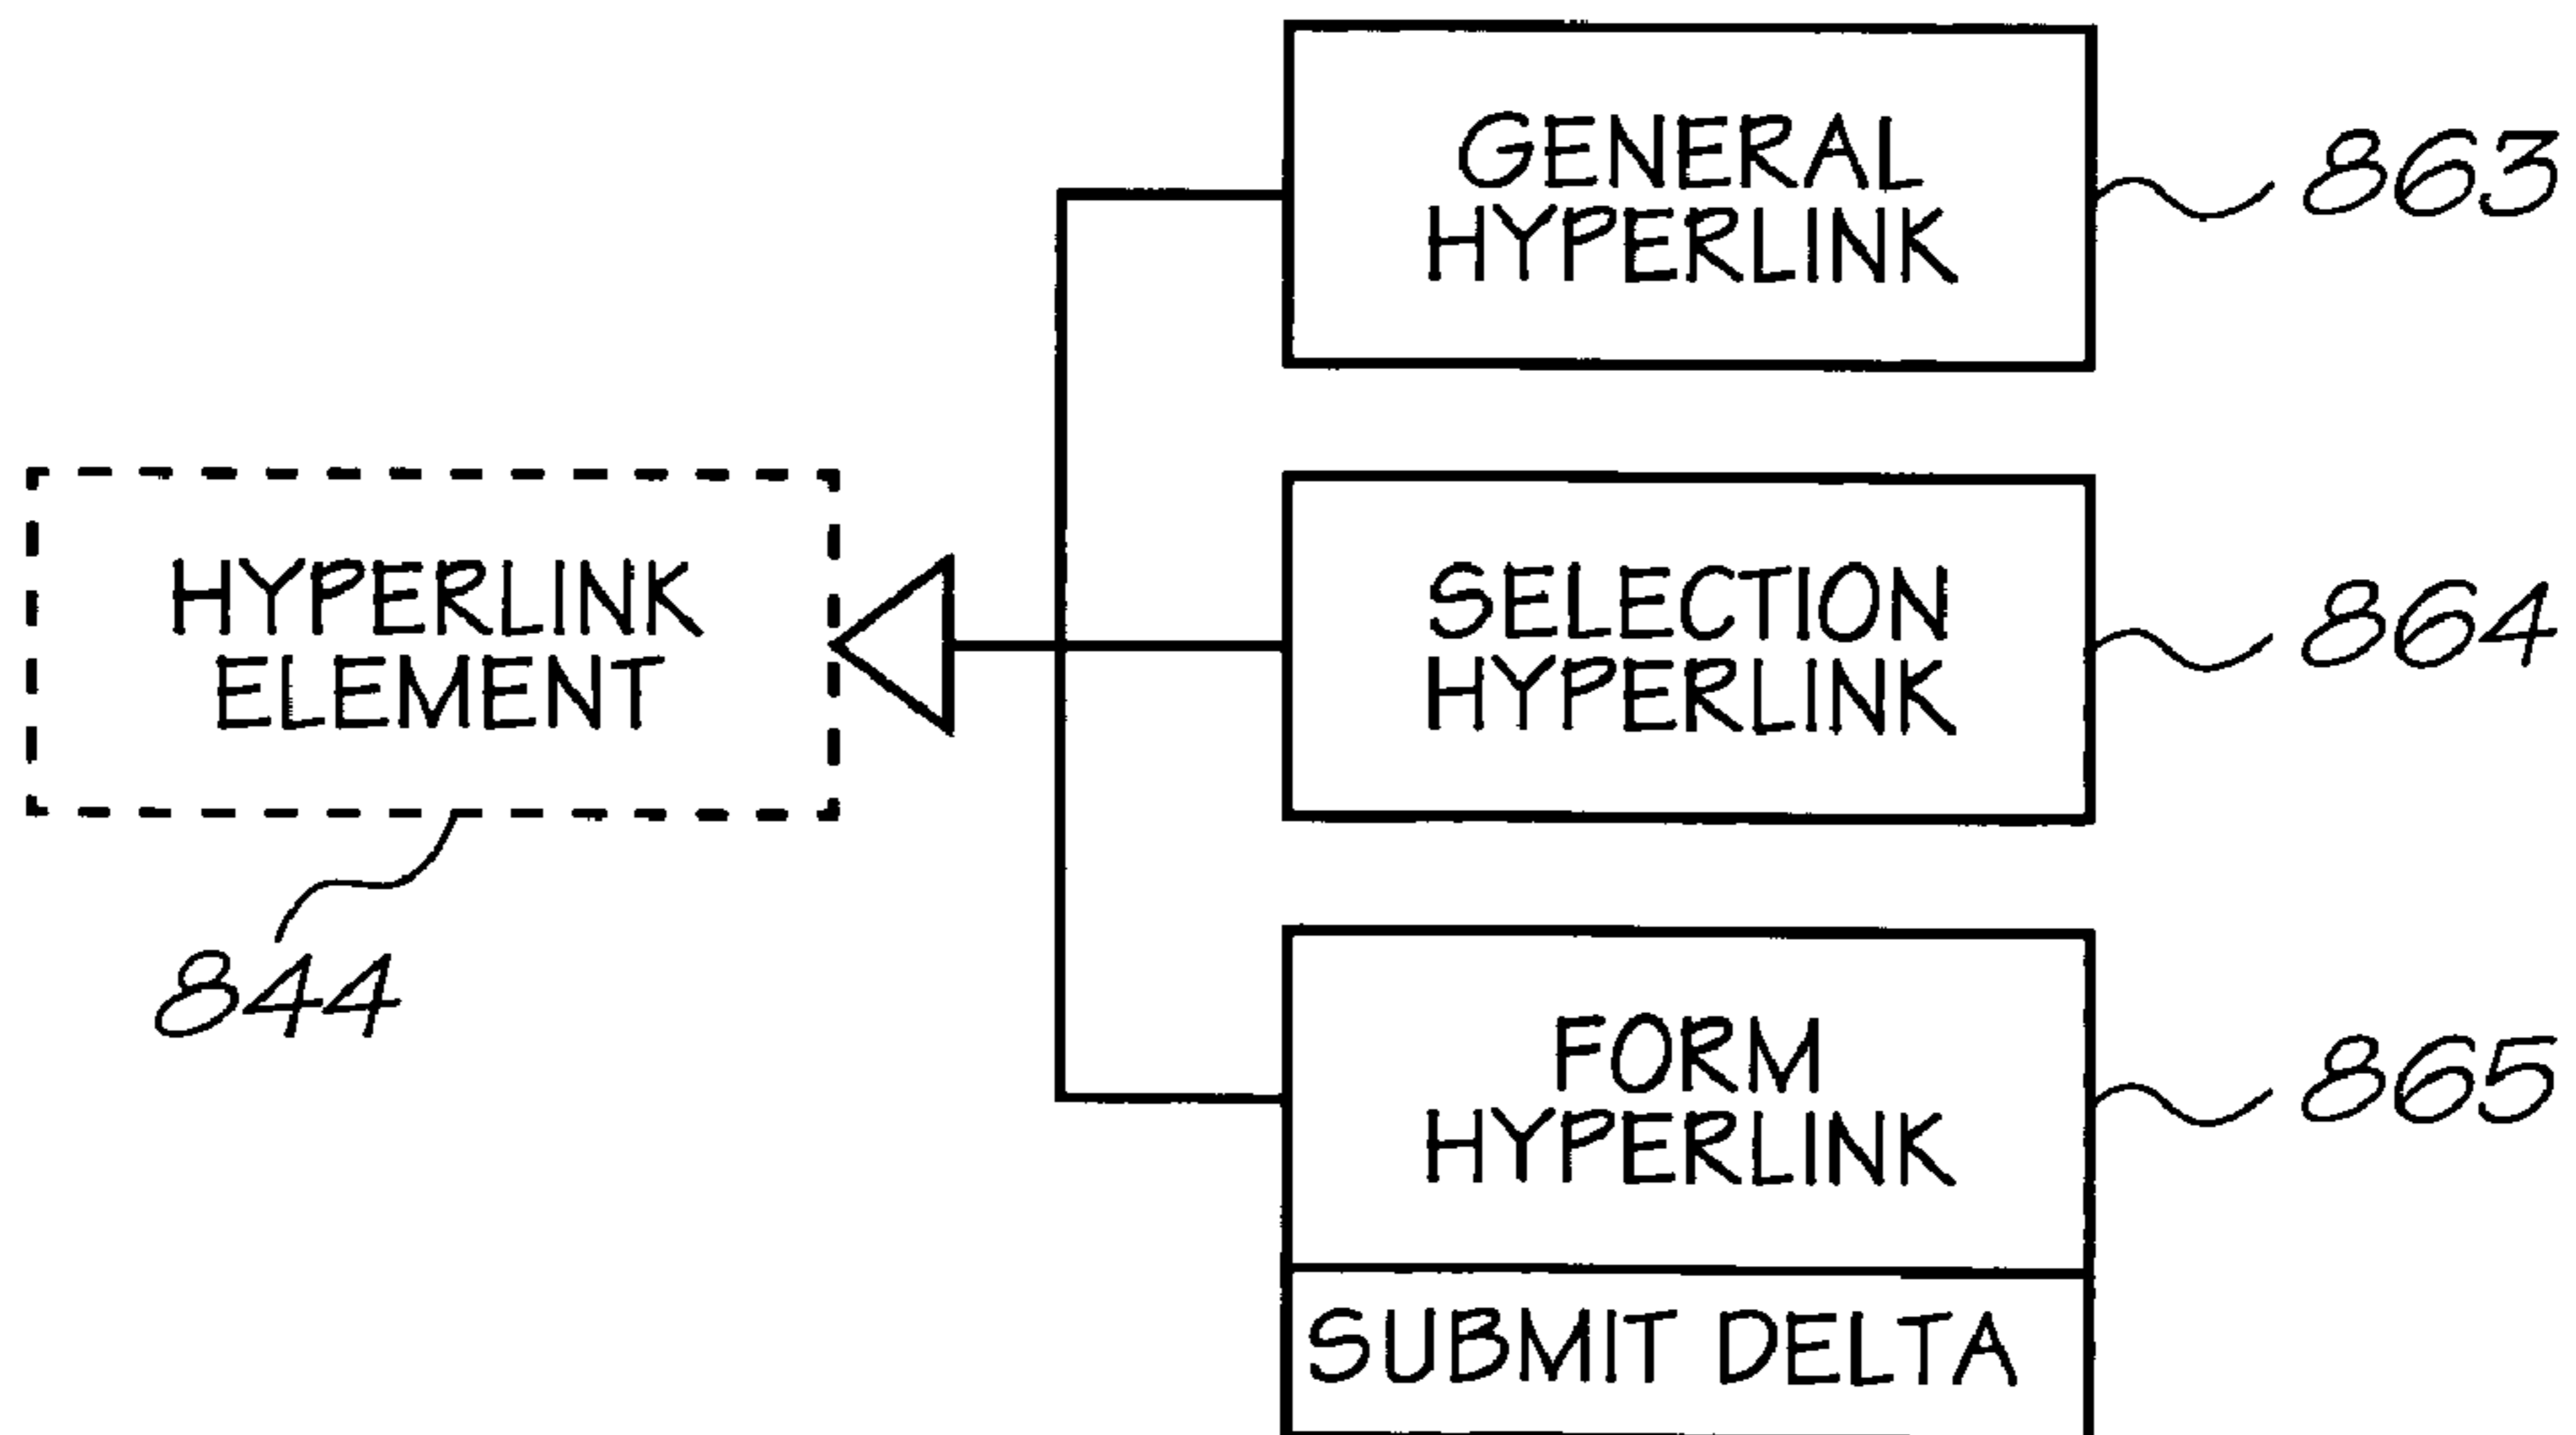 GENERAL
HYPERLINK
863
HYPERLINK
ELEMENT
844
SELECTION
HYPERLINK
864
FORM
HYPERLINK
865
SUBMIT DELTA